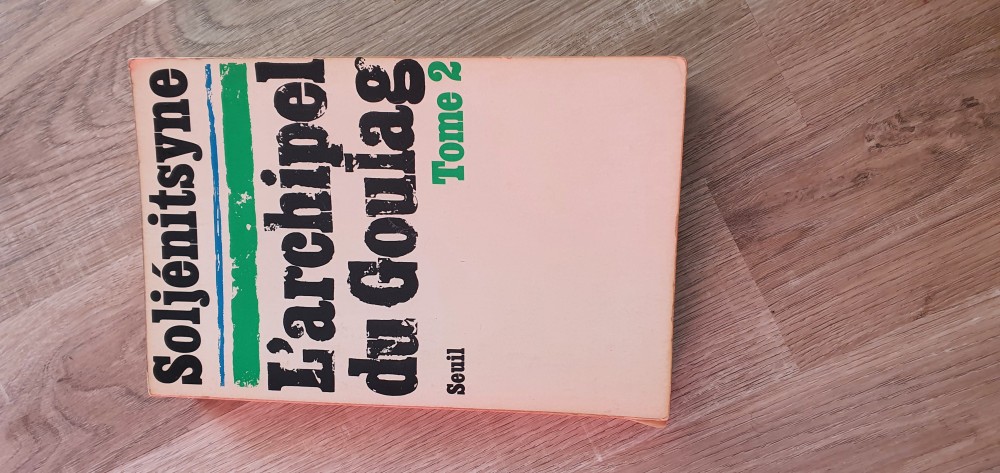 Soljénitsyne
L'archipel
du Goulag
Tome 2
Seuil